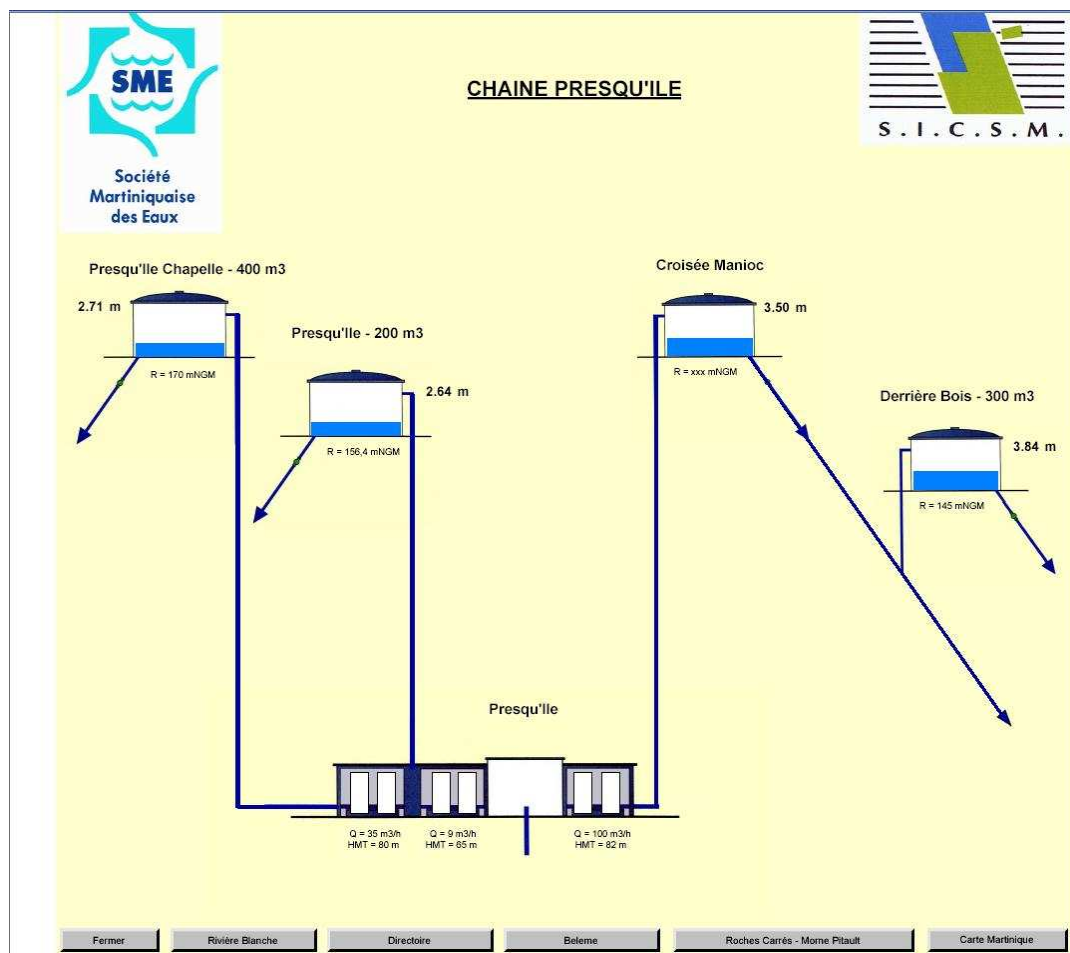 SME
Société
Martiniquaise
des Eaux
CHAINE PRESQU'ILE
S.I.C.S.M.
Presqu'Ile Chapelle - 400 m3
2.71 m
R = 170 mNGM
Presqu'Ile - 200 m3
2.64 m
R = 156,4 mNGM
Croisée Manioc
3.50 m
R = xxx mNGM
Derrière Bois - 300 m3
3.84 m
R = 145 mNGM
Presqu'Ile
Q = 35 m3/h
HMT = 80 m
Q = 9 m3/h
HMT = 65 m
Q = 100 m3/h
HMT = 82 m
Fermer
Rivière Blanche
Directoire
Beleme
Roches Carrés - Morne Pitault
Carte Martinique